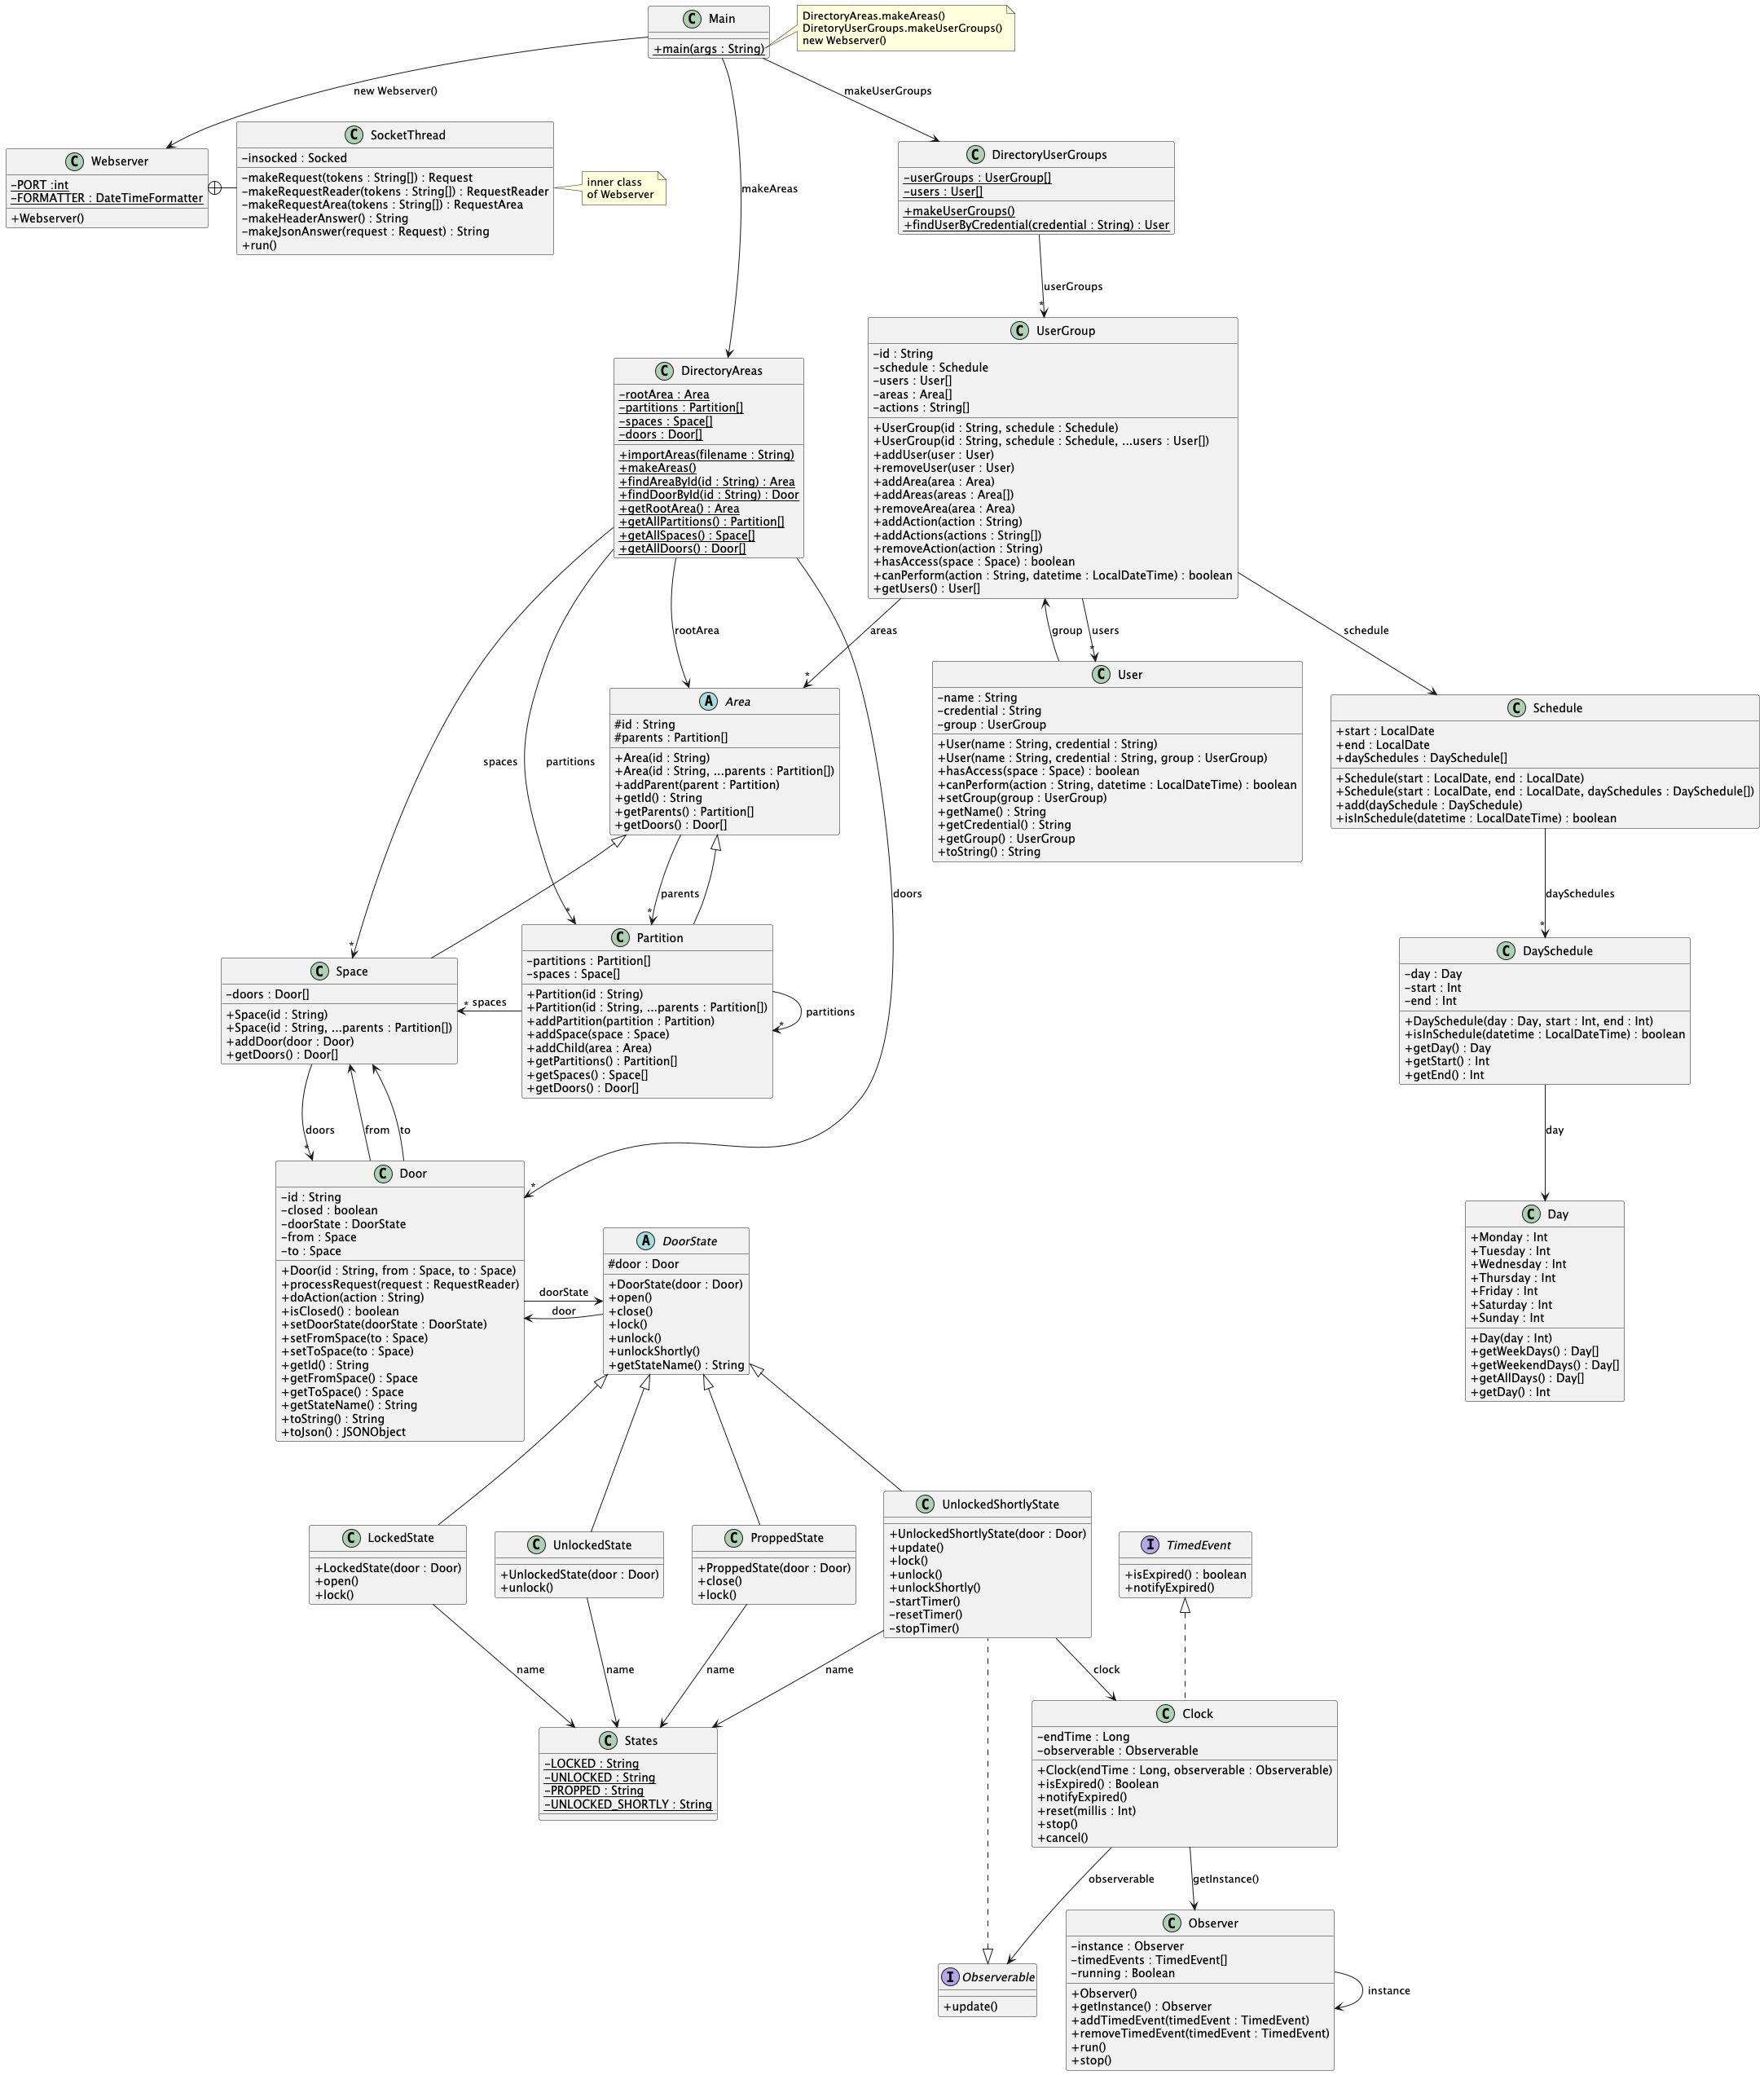 C Main
+main(args : String)
DirectoryAreas.makeAreas()
DiretoryUserGroups.makeUserGroups()
new Webserver()
new Webserver()
makeAreas
makeUserGroups
C Webserver
-PORT :int
-FORMATTER : DateTimeFormatter
+Webserver()
C SocketThread
-insocked : Socked
-makeRequest(tokens : String[]) : Request
-makeRequestReader(tokens : String[]) : RequestReader
-makeRequestArea(tokens : String[]) : RequestArea
-makeHeaderAnswer() : String
-makeJsonAnswer(request : Request) : String
+run()
inner class
of Webserver
C DirectoryUserGroups
-userGroups : UserGroup[]
-users : User[]
+makeUserGroups()
+findUserByCredential(credential : String) : User
userGroups
*
C UserGroup
-id : String
-schedule : Schedule
-users : User[]
-areas : Area[]
-actions : String[]
+UserGroup(id : String, schedule : Schedule)
+UserGroup(id : String, schedule : Schedule, ...users : User[])
+addUser(user : User)
+removeUser(user : User)
+addArea(area : Area)
+addAreas(areas : Area[])
+removeArea(area : Area)
+addAction(action : String)
+addActions(actions : String[])
+removeAction(action : String)
+hasAccess(space : Space) : boolean
+canPerform(action : String, datetime : LocalDateTime) : boolean
+getUsers() : User[]
C DirectoryAreas
-rootArea : Area
-partitions : Partition[]
-spaces : Space[]
-doors : Door[]
+importAreas(filename : String)
+makeAreas()
+findAreaById(id : String) : Area
+findDoorById(id : String) : Door
+getRootArea() : Area
+getAllPartitions() : Partition[]
+getAllSpaces() : Space[]
+getAllDoors() : Door[]
rootArea
areas
*
group
users
*
schedule
spaces
*
partitions
*
doors
*
A Area
#id : String
#parents : Partition[]
+Area(id : String)
+Area(id : String, ...parents : Partition[])
+addParent(parent : Partition)
+getId() : String
+getParents() : Partition[]
+getDoors() : Door[]
C User
-name : String
-credential : String
-group : UserGroup
+User(name : String, credential : String)
+User(name : String, credential : String, group : UserGroup)
+hasAccess(space : Space) : boolean
+canPerform(action : String, datetime : LocalDateTime) : boolean
+setGroup(group : UserGroup)
+getName() : String
+getCredential() : String
+getGroup() : UserGroup
+toString() : String
C Schedule
+start : LocalDate
+end : LocalDate
+daySchedules : DaySchedule[]
+Schedule(start : LocalDate, end : LocalDate)
+Schedule(start : LocalDate, end : LocalDate, daySchedules : DaySchedule[])
+add(daySchedule : DaySchedule)
+isInSchedule(datetime : LocalDateTime) : boolean
parents
*
daySchedules
*
C Space
-doors : Door[]
+Space(id : String)
+Space(id : String, ...parents : Partition[])
+addDoor(door : Door)
+getDoors() : Door[]
* spaces
C Partition
-partitions : Partition[]
-spaces : Space[]
+Partition(id : String)
+Partition(id : String, ...parents : Partition[])
+addPartition(partition : Partition)
+addSpace(space : Space)
+addChild(area : Area)
+getPartitions() : Partition[]
+getSpaces() : Space[]
+getDoors() : Door[]
partitions
*
C DaySchedule
-day : Day
-start : Int
-end : Int
+DaySchedule(day : Day, start : Int, end : Int)
+isInSchedule(datetime : LocalDateTime) : boolean
+getDay() : Day
+getStart() : Int
+getEnd() : Int
doors
*
from
to
day
C Door
-id : String
-closed : boolean
-doorState : DoorState
-from : Space
-to : Space
+Door(id : String, from : Space, to : Space)
+processRequest(request : RequestReader)
+doAction(action : String)
+isClosed() : boolean
+setDoorState(doorState : DoorState)
+setFromSpace(to : Space)
+setToSpace(to : Space)
+getId() : String
+getFromSpace() : Space
+getToSpace() : Space
+getStateName() : String
+toString() : String
+toJson() : JSONObject
doorState
door
A DoorState
#door : Door
+DoorState(door : Door)
+open()
+close()
+lock()
+unlock()
+unlockShortly()
+getStateName() : String
C Day
+Monday : Int
+Tuesday : Int
+Wednesday : Int
+Thursday : Int
+Friday : Int
+Saturday : Int
+Sunday : Int
+Day(day : Int)
+getWeekDays() : Day[]
+getWeekendDays() : Day[]
+getAllDays() : Day[]
+getDay() : Int
C LockedState
+LockedState(door : Door)
+open()
+lock()
C UnlockedState
+UnlockedState(door : Door)
+unlock()
C ProppedState
+ProppedState(door : Door)
+close()
+lock()
C UnlockedShortlyState
+UnlockedShortlyState(door : Door)
+update()
+lock()
+unlock()
+unlockShortly()
-startTimer()
-resetTimer()
-stopTimer()
I TimedEvent
+isExpired() : boolean
+notifyExpired()
name
name
name
name
clock
C States
-LOCKED : String
-UNLOCKED : String
-PROPPED : String
-UNLOCKED_SHORTLY : String
C Clock
-endTime : Long
-observerable : Observerable
+Clock(endTime : Long, observerable : Observerable)
+isExpired() : Boolean
+notifyExpired()
+reset(millis : Int)
+stop()
+cancel()
observerable
getInstance()
I Observerable
+update()
C Observer
-instance : Observer
-timedEvents : TimedEvent[]
-running : Boolean
+Observer()
+getInstance() : Observer
+addTimedEvent(timedEvent : TimedEvent)
+removeTimedEvent(timedEvent : TimedEvent)
+run()
+stop()
instance